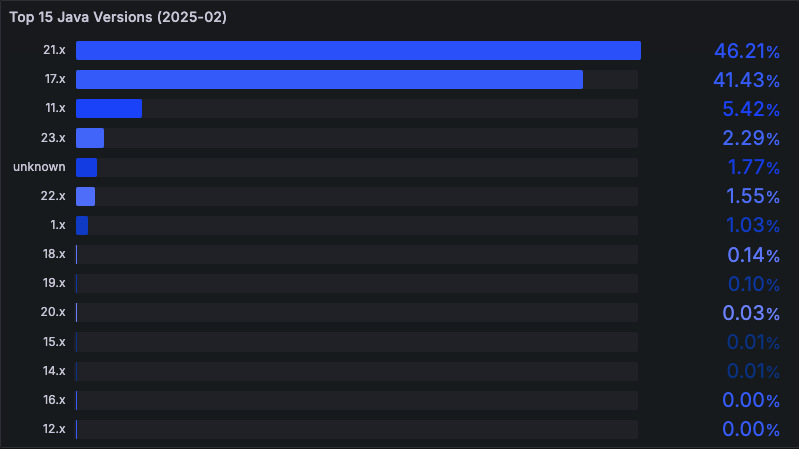 Top 15 Java Versions (2025-02)
21.x 46.21%
17.x 41.43%
11.x 5.42%
23.x 2.29%
unknown 1.77%
22.x 1.55%
1.x 1.03%
18.x 0.14%
19.x 0.10%
20.x 0.03%
15.x 0.01%
14.x 0.01%
16.x 0.00%
12.x 0.00%